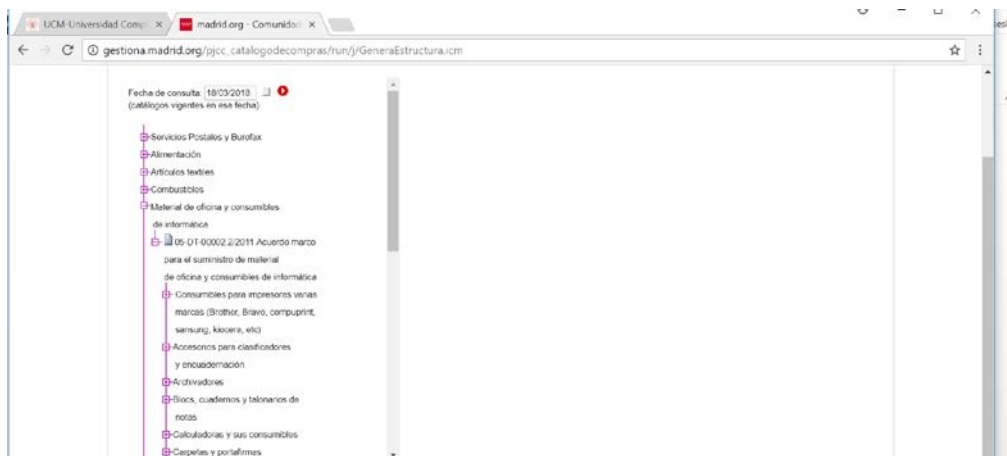 UCM-Universidad Compl
madrid.org - Comunidad
gestiona.madrid.org/pjcc_catalogodecompras/run/j/GeneraEstructura.icm
Fecha de consulta: 18/03/2018
(catálogos vigentes en esa fecha)
Servicios Postales y Burofax
Alimentación
Artículos textiles
Combustibles
Material de oficina y consumibles
de informática
05-DT-00002.2/2011 Acuerdo marco
para el suministro de material
de oficina y consumibles de informática
Consumibles para impresoras varias
marcas (Brother, Bravo, compuprint,
sansung, kiocera, etc)
Accesorios para clasificadores
y encuadernación
Archivadores
Blocs, cuadernos y talonarios de
notas
Calculadoras y sus consumibles
Carpetas y portafirmas